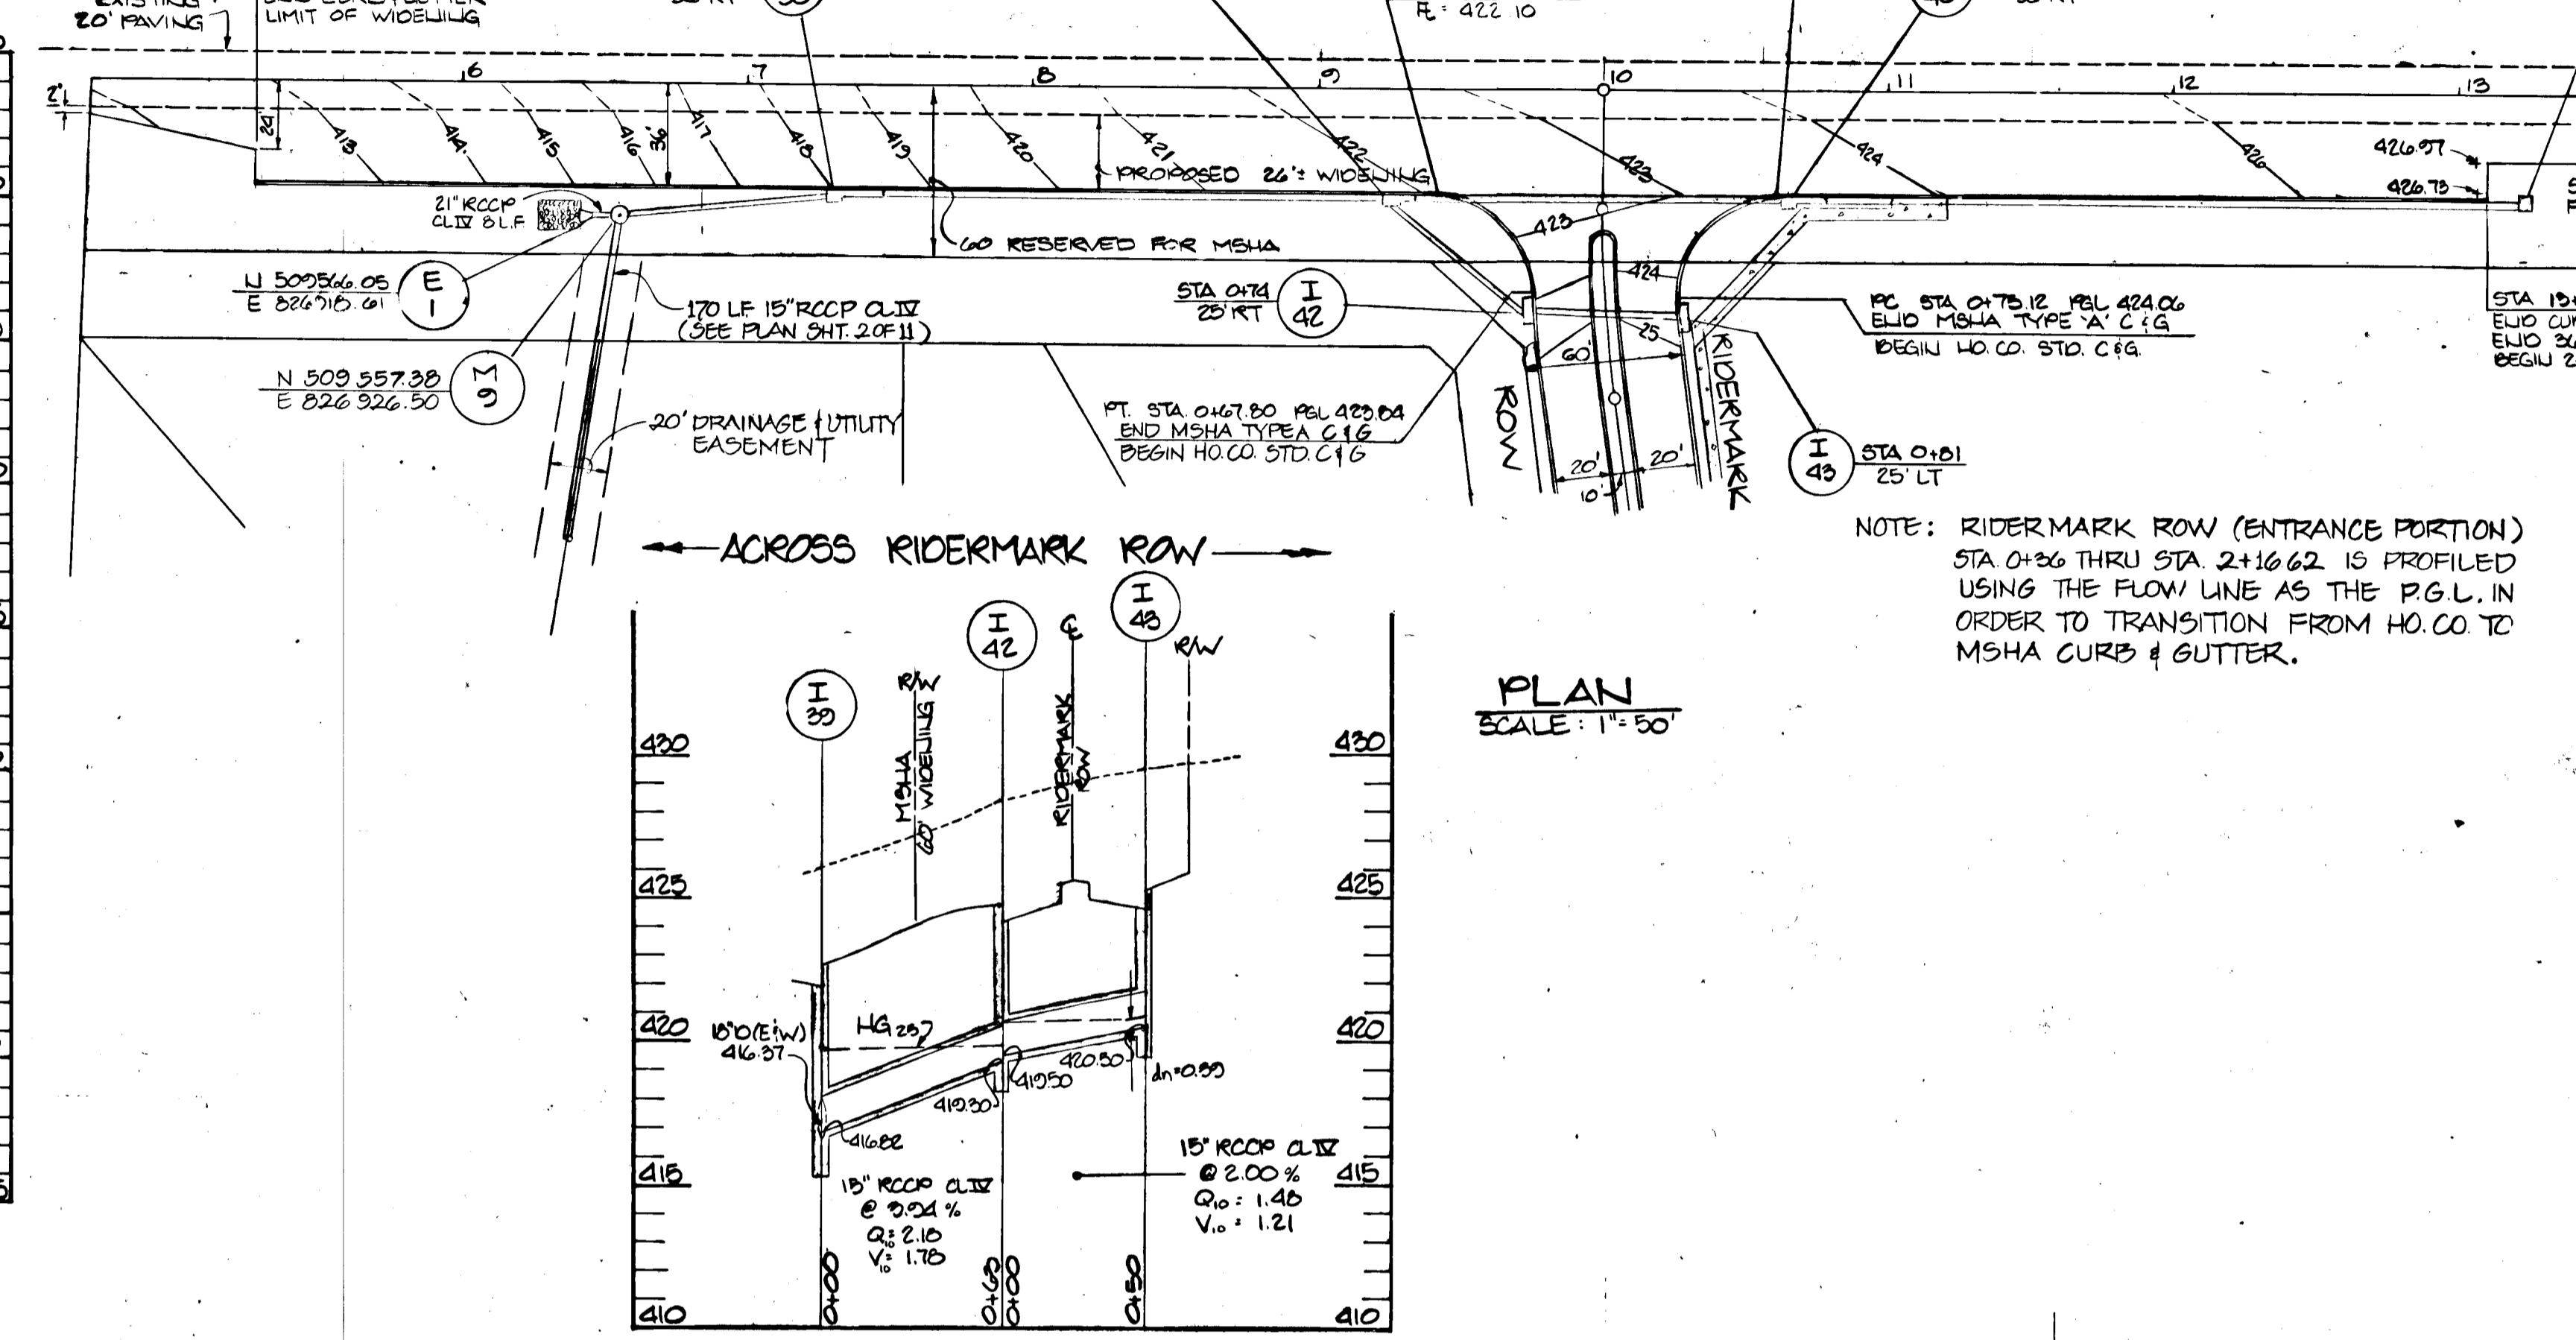 20' PAVING
LIMIT OF WIDENING
℄ = 422.10
6 7 8 9 10 11 12 13
2'
24'
36'
413 414 415 416 417 418 419 420 421 422 423 424 426
426.97
426.73
PROPOSED 26'± WIDENING
21" RCCP
CL IV 8 L.F.
60 RESERVED FOR MSHA
423
424
N 509566.05
E 826918.61
E
1
170 LF 15" RCCP CL IV
(SEE PLAN SHT. 2 OF 11)
STA 0+74
25' RT
I
42
PC STA 0+75.12 PGL 424.06
END MSHA TYPE 'A' C & G
BEGIN HO. CO. STD. C&G.
25
60'
N 509 557.38
E 826 926.50
M
9
20' DRAINAGE & UTILITY
EASEMENT
PT. STA. 0+67.80 PGL 423.84
END MSHA TYPE A C & G
BEGIN HO.CO. STD. C & G
RIDERMARK
ROW
20'
20'
10'
I
43
STA 0+81
25' LT
NOTE: RIDERMARK ROW (ENTRANCE PORTION)
STA. 0+36 THRU STA. 2+16.62 IS PROFILED
USING THE FLOW LINE AS THE P.G.L. IN
ORDER TO TRANSITION FROM HO. CO. TO
MSHA CURB & GUTTER.
PLAN
SCALE: 1"=50'
ACROSS RIDERMARK ROW
I
39
I
42
I
43
℄
R/W
R/W
MSHA
60' WIDENING
RIDERMARK
ROW
430
430
425
425
420
420
415
415
410
410
18"D (E&W)
416.37
416.82
419.30
419.50
420.50
dn=0.39
15" RCCP CL IV
@ 3.94 %
Q10= 2.18
V10= 1.78
15" RCCP CL IV
@ 2.00 %
Q10 = 1.48
V10 = 1.21
0+00
0+63
0+00
0+50